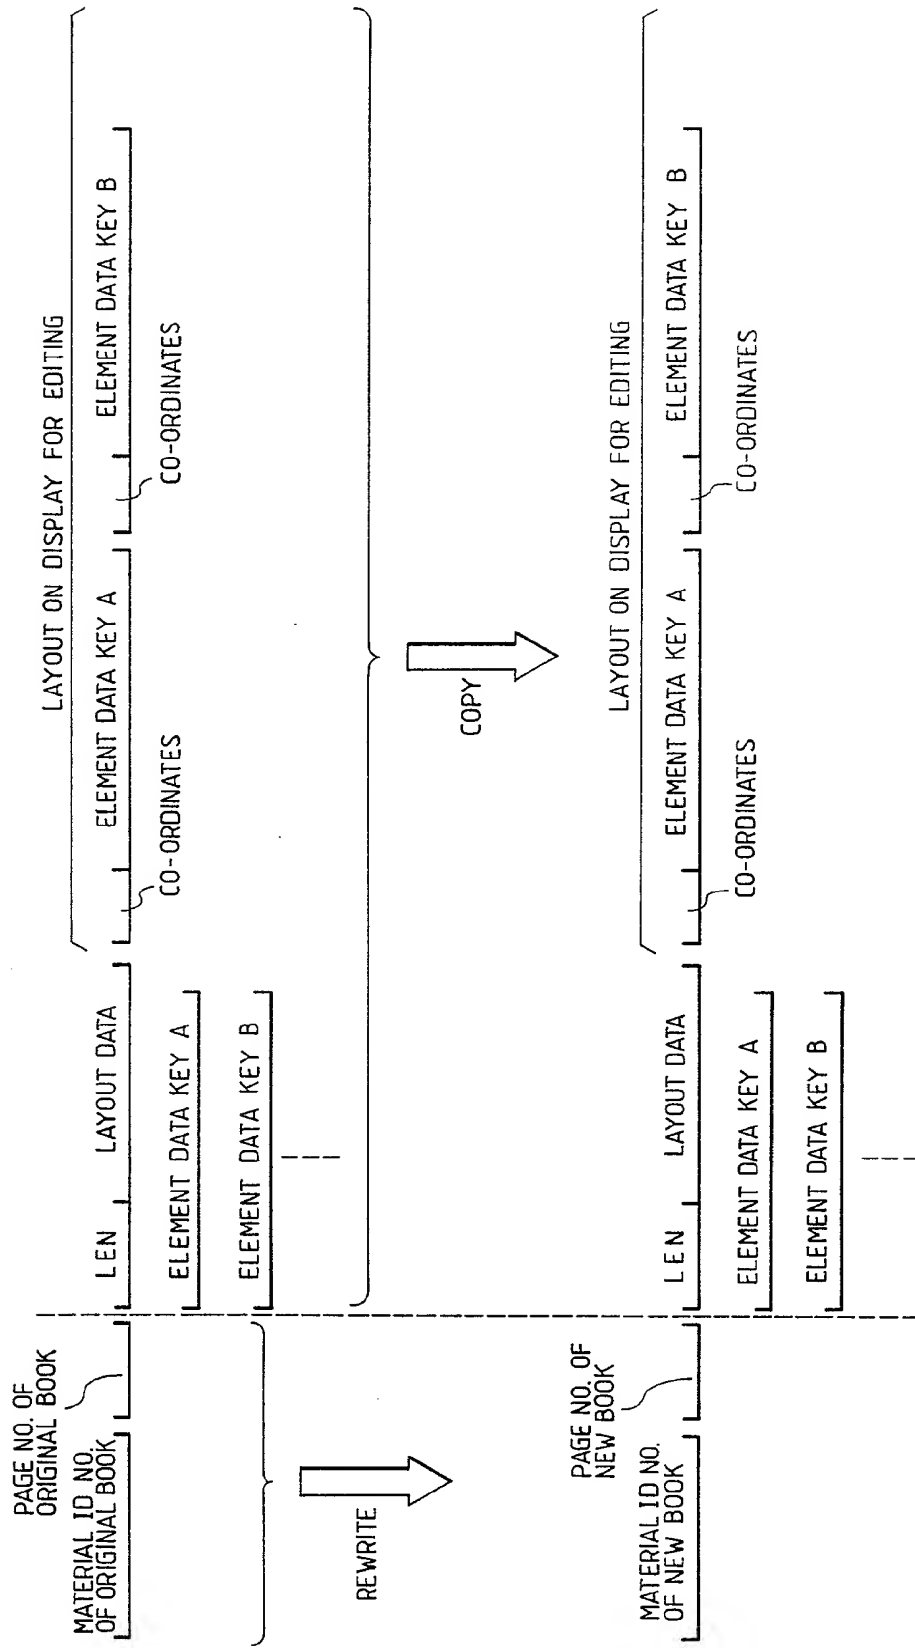 PAGE NO. OF
ORIGINAL BOOK
MATERIAL ID NO.
OF ORIGINAL BOOK
LEN
LAYOUT DATA
ELEMENT DATA KEY A
ELEMENT DATA KEY B
LAYOUT ON DISPLAY FOR EDITING
ELEMENT DATA KEY A
CO-ORDINATES
ELEMENT DATA KEY B
CO-ORDINATES
REWRITE
COPY
PAGE NO. OF
NEW BOOK
MATERIAL ID NO.
OF NEW BOOK
LEN
LAYOUT DATA
ELEMENT DATA KEY A
ELEMENT DATA KEY B
LAYOUT ON DISPLAY FOR EDITING
ELEMENT DATA KEY A
CO-ORDINATES
ELEMENT DATA KEY B
CO-ORDINATES